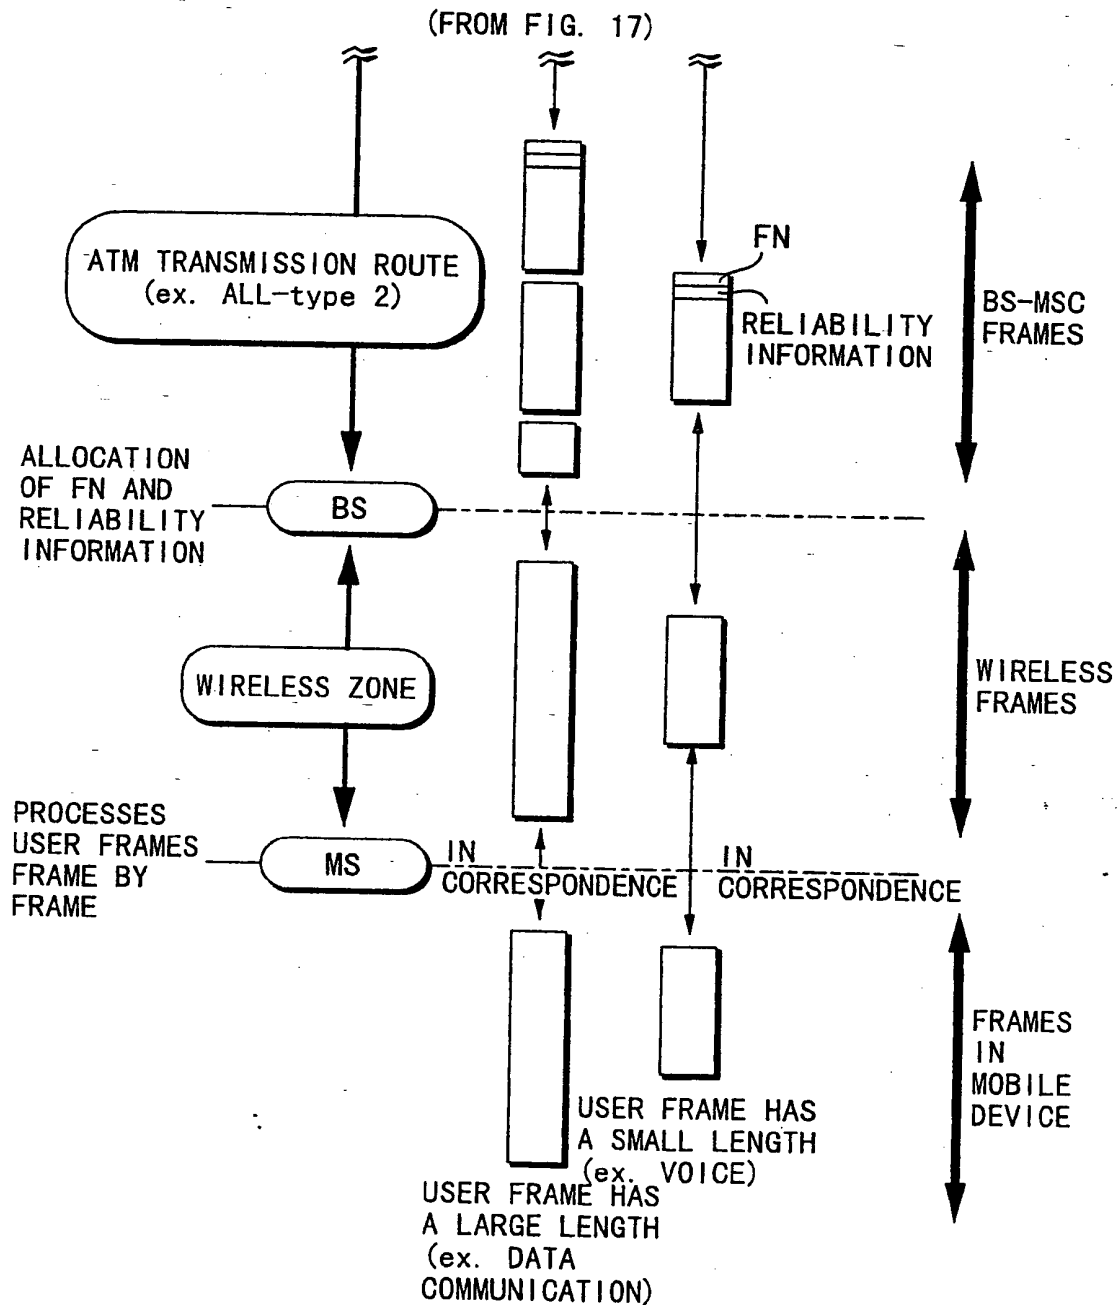 (FROM FIG. 17)
ATM TRANSMISSION ROUTE
(ex. ALL-type 2)
FN
RELIABILITY
INFORMATION
BS-MSC
FRAMES
ALLOCATION
OF FN AND
RELIABILITY
INFORMATION
BS
WIRELESS ZONE
WIRELESS
FRAMES
PROCESSES
USER FRAMES
FRAME BY
FRAME
MS
IN
CORRESPONDENCE
IN
CORRESPONDENCE
FRAMES
IN
MOBILE
DEVICE
USER FRAME HAS
A SMALL LENGTH
(ex. VOICE)
USER FRAME HAS
A LARGE LENGTH
(ex. DATA
COMMUNICATION)